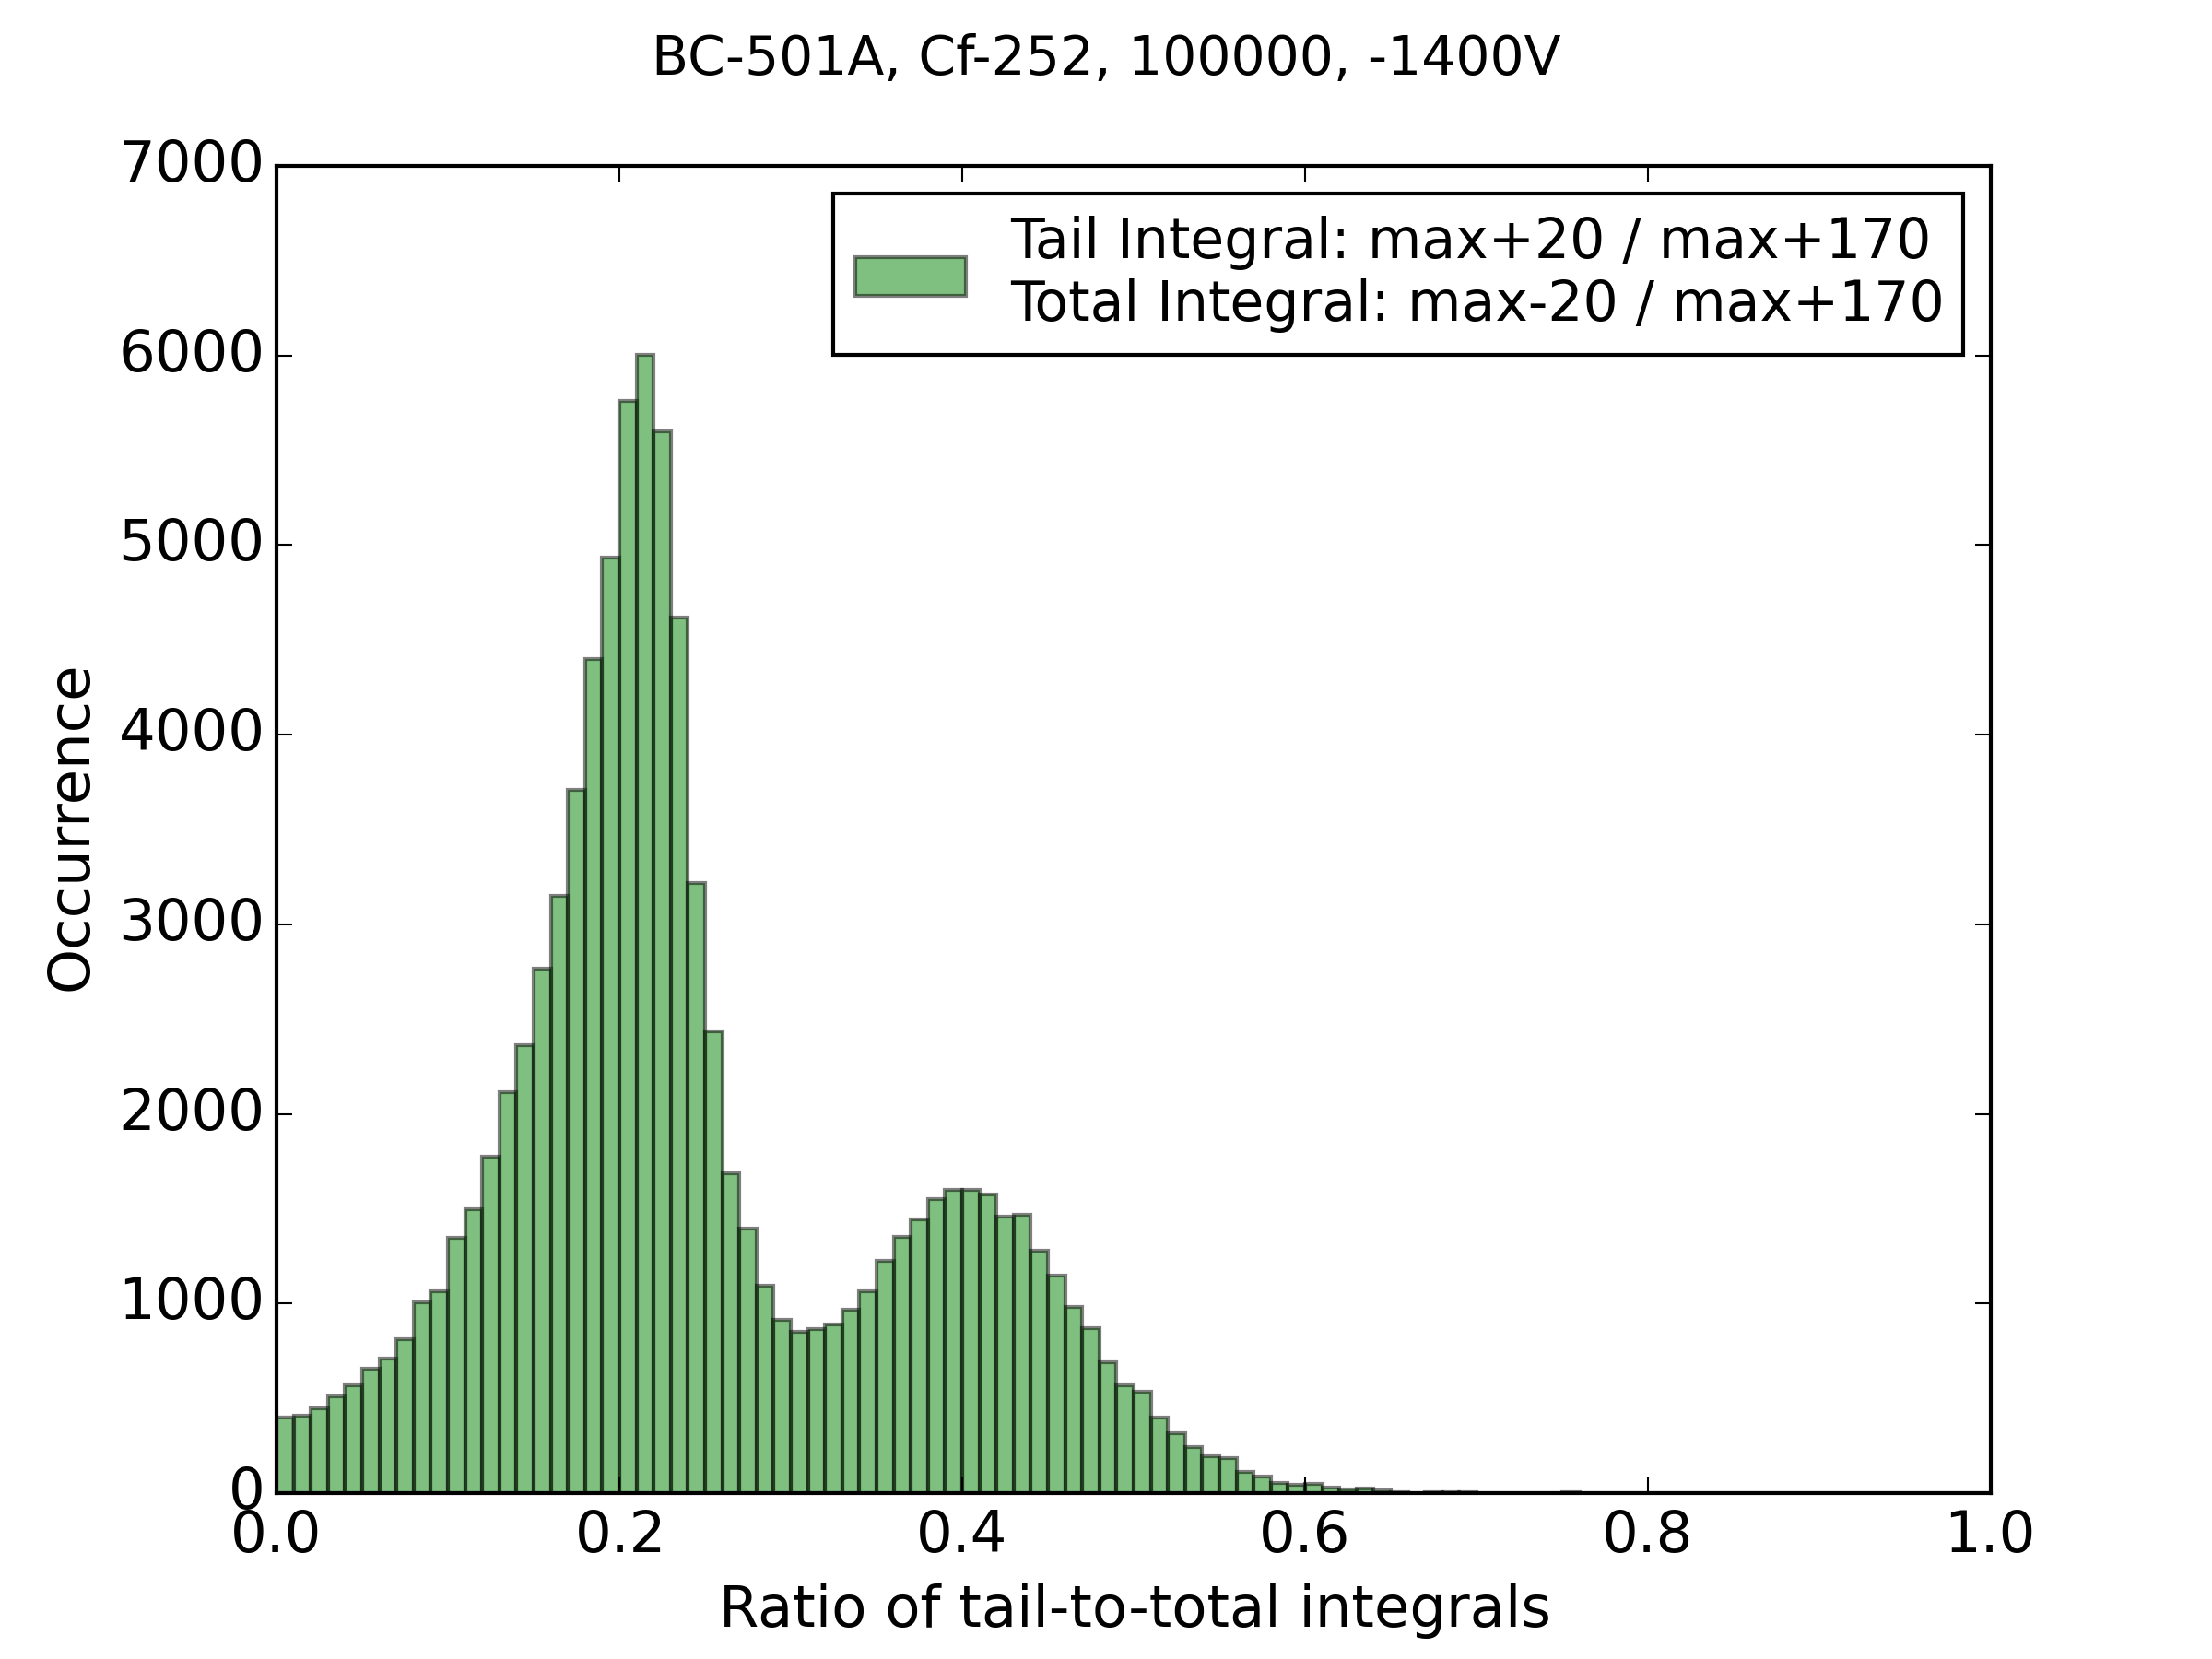 BC-501A, Cf-252, 100000, -1400V
7000
6000
5000
4000
3000
2000
1000
0
Occurrence
Tail Integral: max+20 / max+170
Total Integral: max-20 / max+170
0.0 0.2 0.4 0.6 0.8 1.0
Ratio of tail-to-total integrals